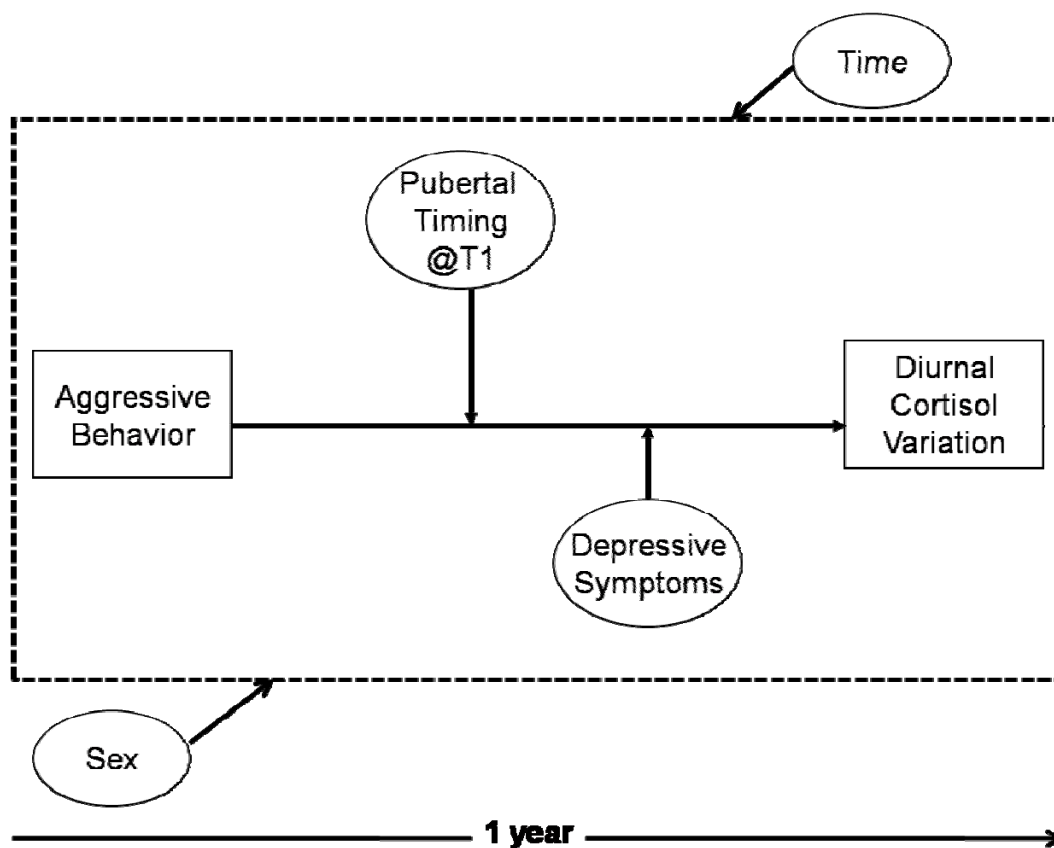 Time
Pubertal
Timing
@T1
Aggressive
Behavior
Diurnal
Cortisol
Variation
Depressive
Symptoms
Sex
1 year